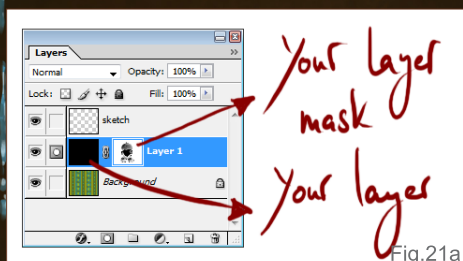 Layers
Normal
Opacity: 100%
Lock:
Fill: 100%
sketch
Layer 1
Background
Your layer
mask
Your layer
Fig.21a